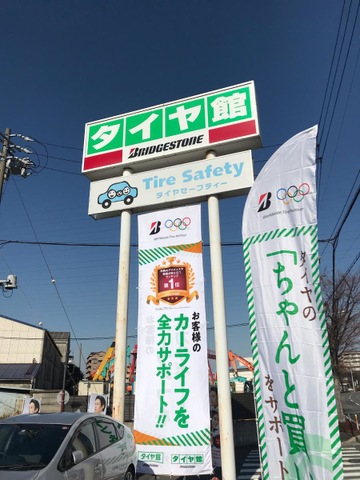 タイヤ館
BRIDGESTONE
Tire Safety
タイヤセーフティー
第1位
お客様の
カーライフを
全力サポート!!
タイヤ館
タイヤ館
タイヤの
「ちゃんと買
をサポート